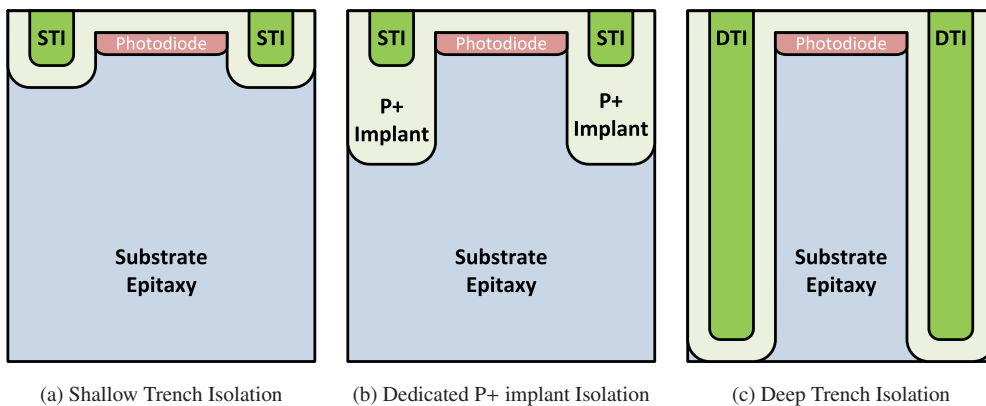 STI
Photodiode
STI
Substrate
Epitaxy
(a) Shallow Trench Isolation
STI
Photodiode
STI
P+
Implant
P+
Implant
Substrate
Epitaxy
(b) Dedicated P+ implant Isolation
DTI
Photodiode
DTI
Substrate
Epitaxy
(c) Deep Trench Isolation